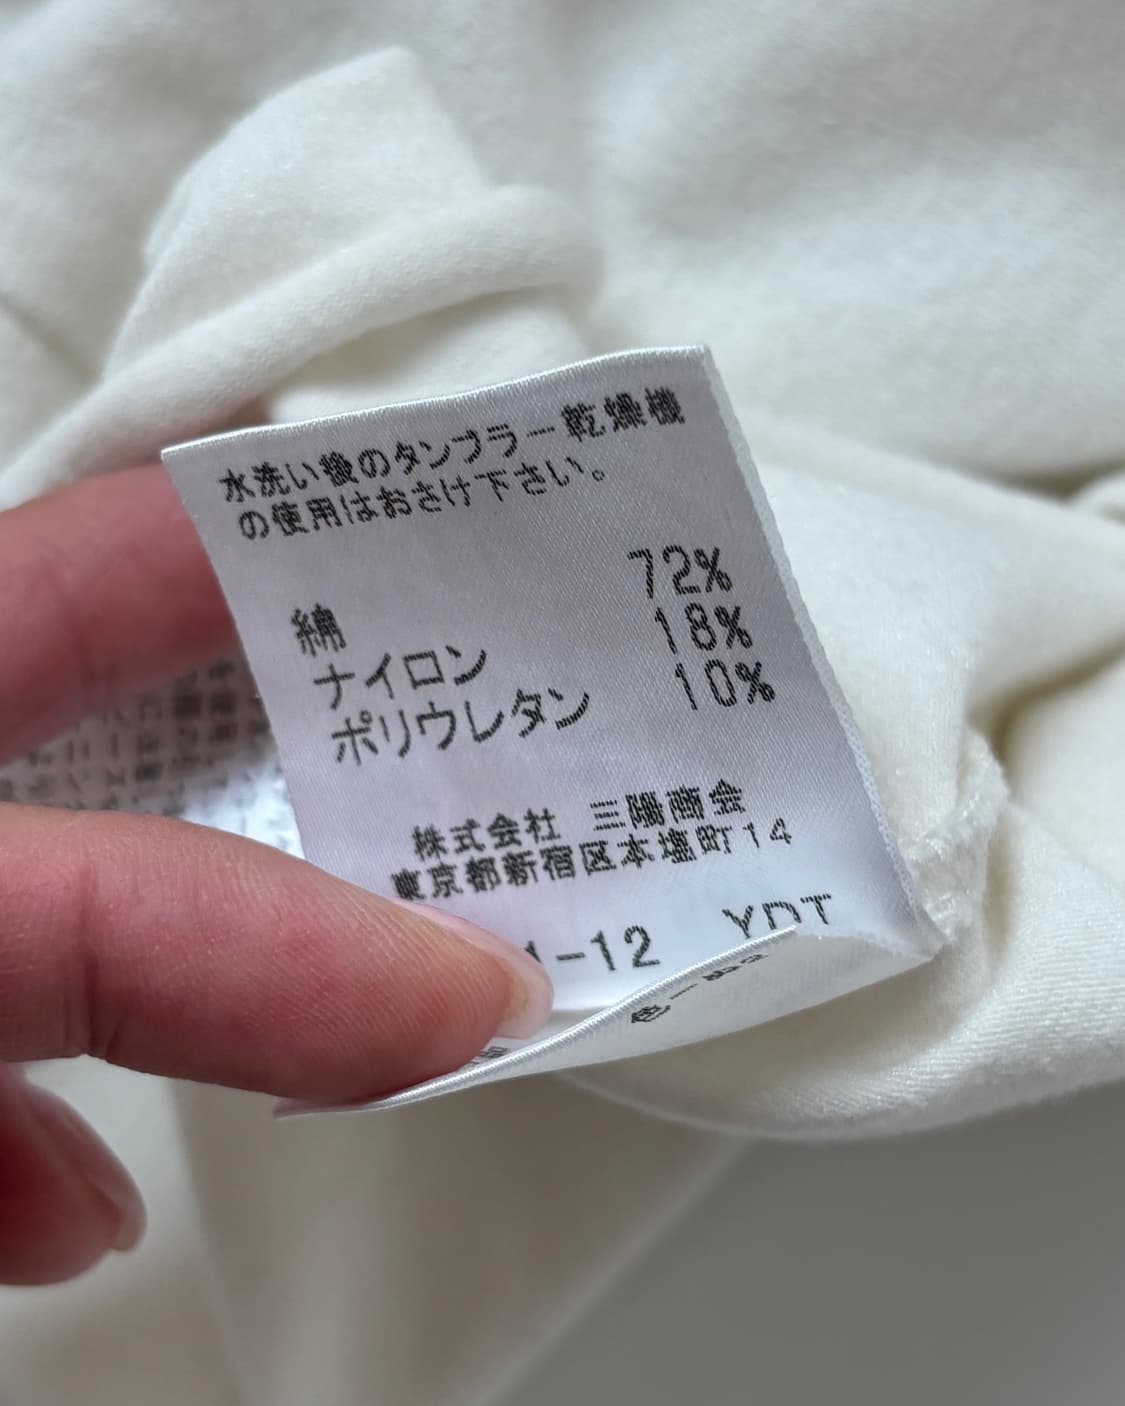 水洗い後のタンブラー乾燥機
の使用はおさけ下さい。
綿 72%
ナイロン 18%
ポリウレタン 10%
株式会社 三陽商会
東京都新宿区本塩町14
1-12 YDT